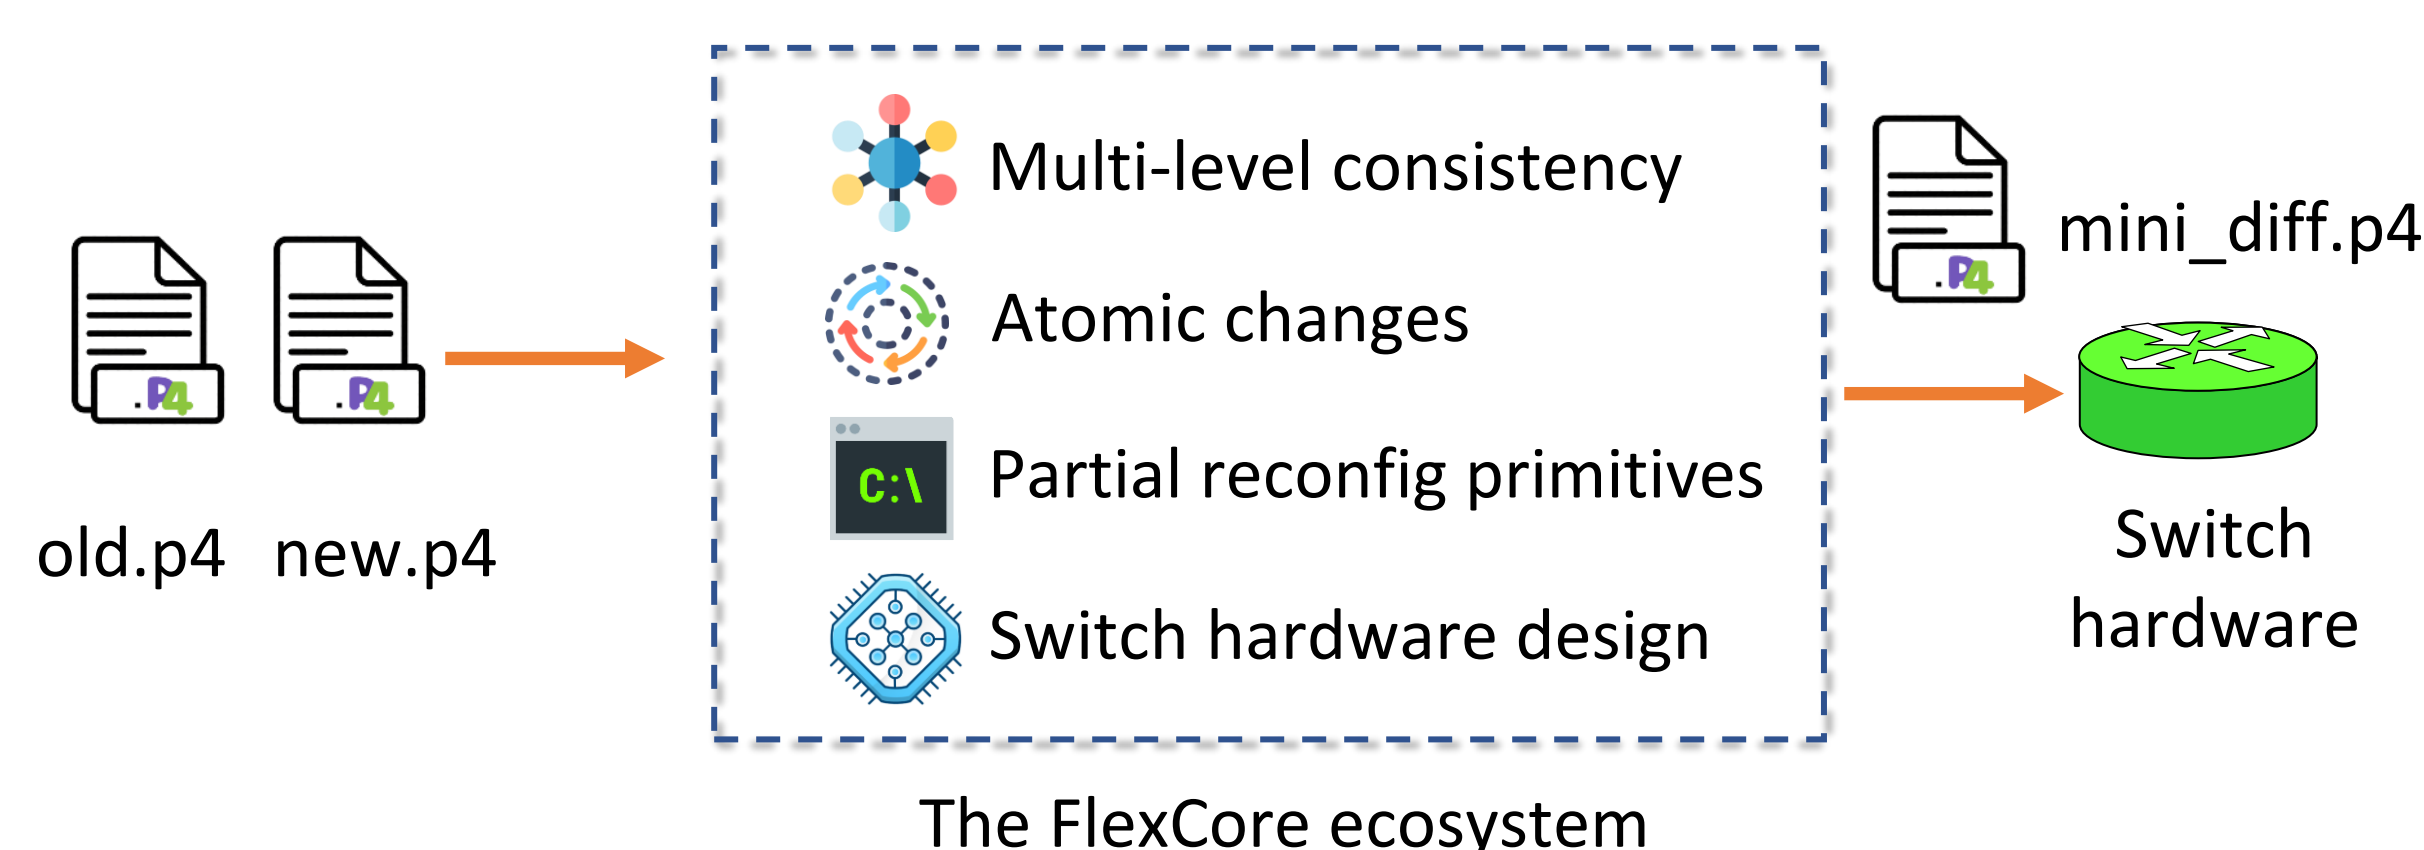 old.p4
new.p4
.P4
.P4
Multi-level consistency
Atomic changes
C:\
Partial reconfig primitives
Switch hardware design
The FlexCore ecosystem
.P4
mini_diff.p4
Switch
hardware